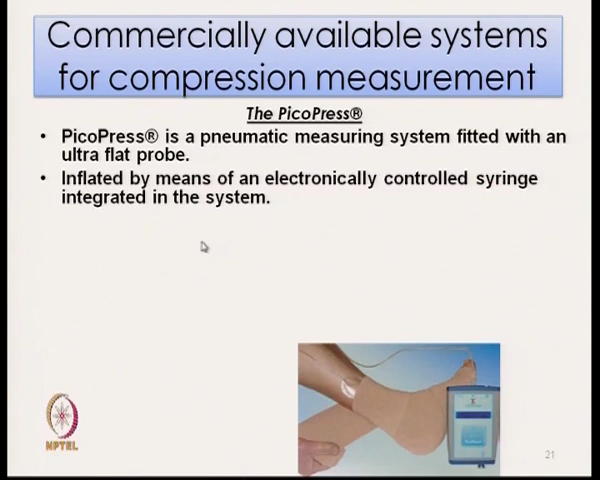 Commercially available systems
for compression measurement
The PicoPress®
• PicoPress® is a pneumatic measuring system fitted with an
ultra flat probe.
• Inflated by means of an electronically controlled syringe
integrated in the system.
NPTEL
21